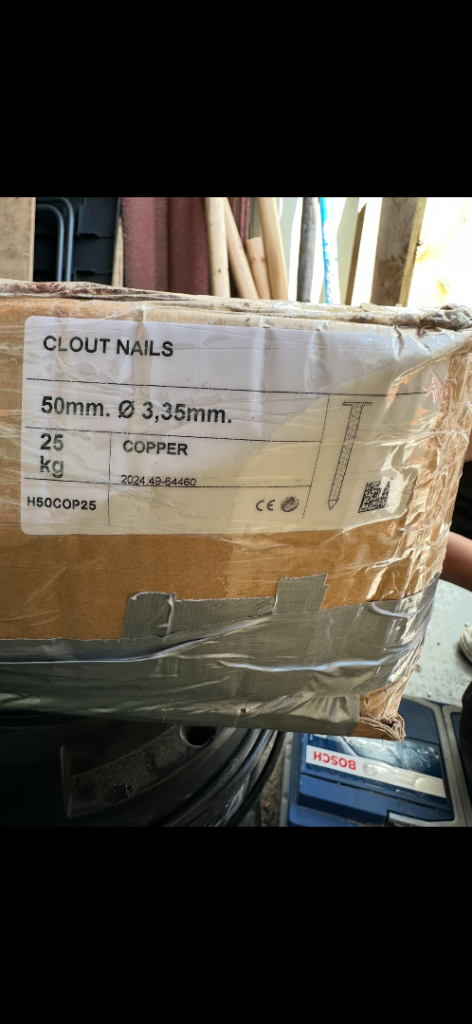 CLOUT NAILS
50mm. Ø 3,35mm.
25 kg
COPPER
2024.49-64460
H50COP25
CE
BOSCH